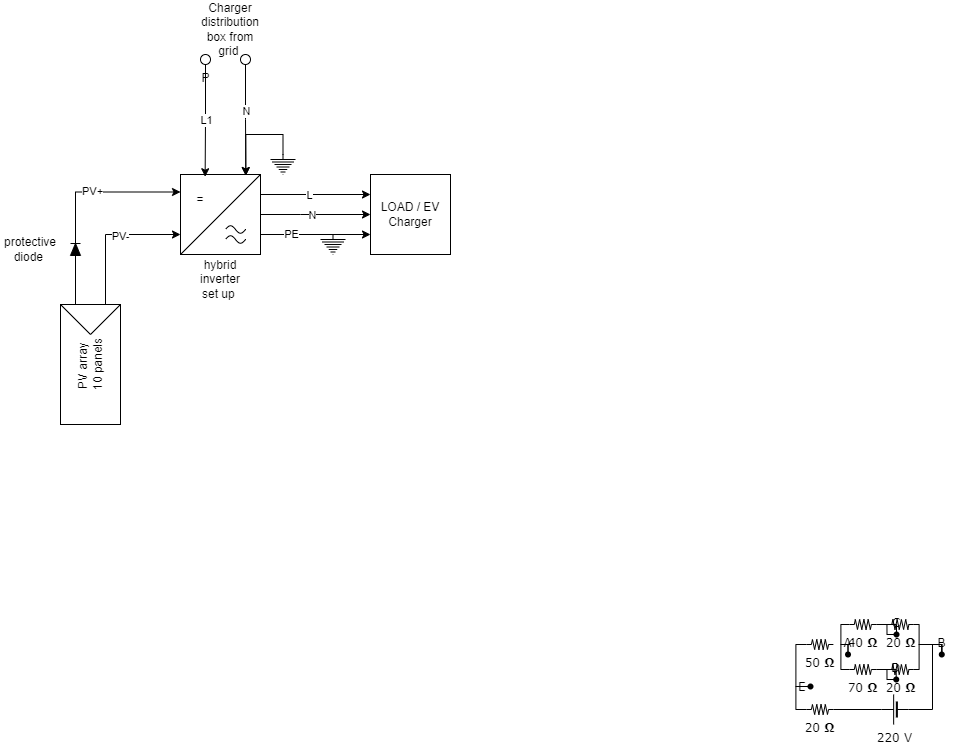 Charger
distribution
box from
grid
P
L1
N
PV+
PV-
=
L
N
PE
LOAD / EV
Charger
protective
diode
hybrid
inverter
set up
PV array
10 panels
A
40 Ω
20 Ω
B
50 Ω
E
70 Ω
20 Ω
20 Ω
220 V